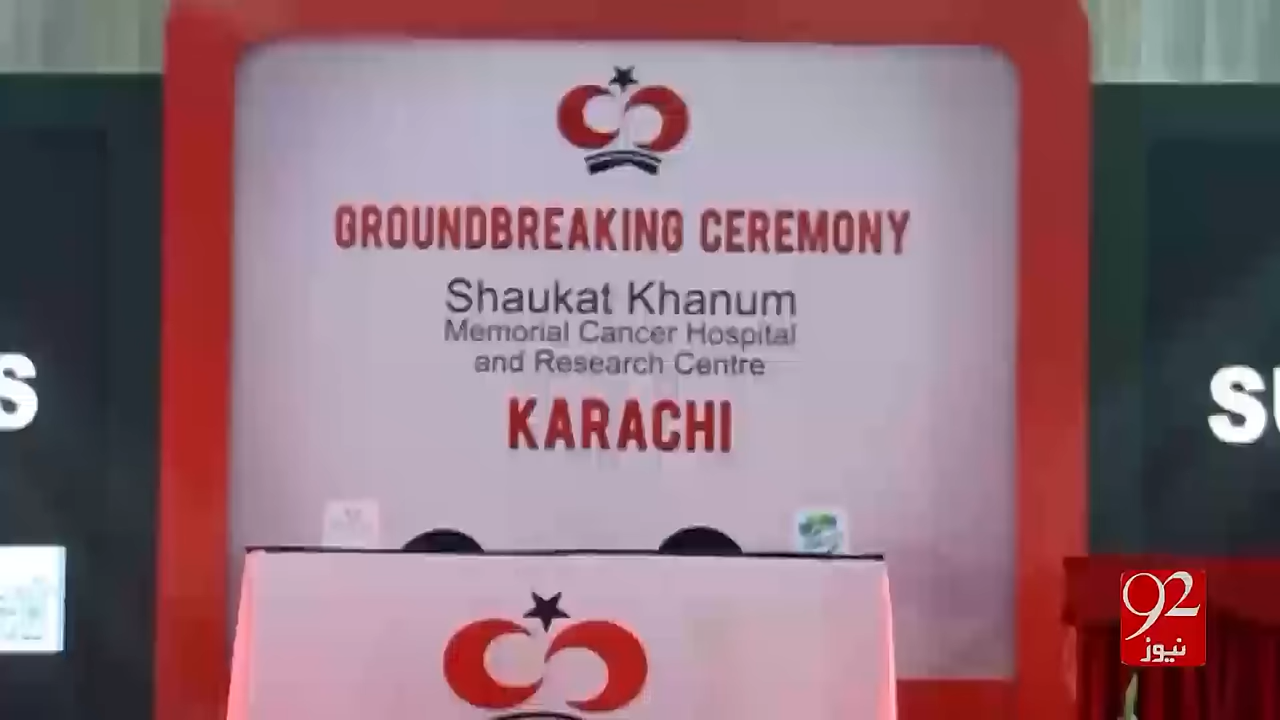 GROUNDBREAKING CEREMONY
Shaukat Khanum
Memorial Cancer Hospital
and Research Centre
KARACHI
S
92
نیوز